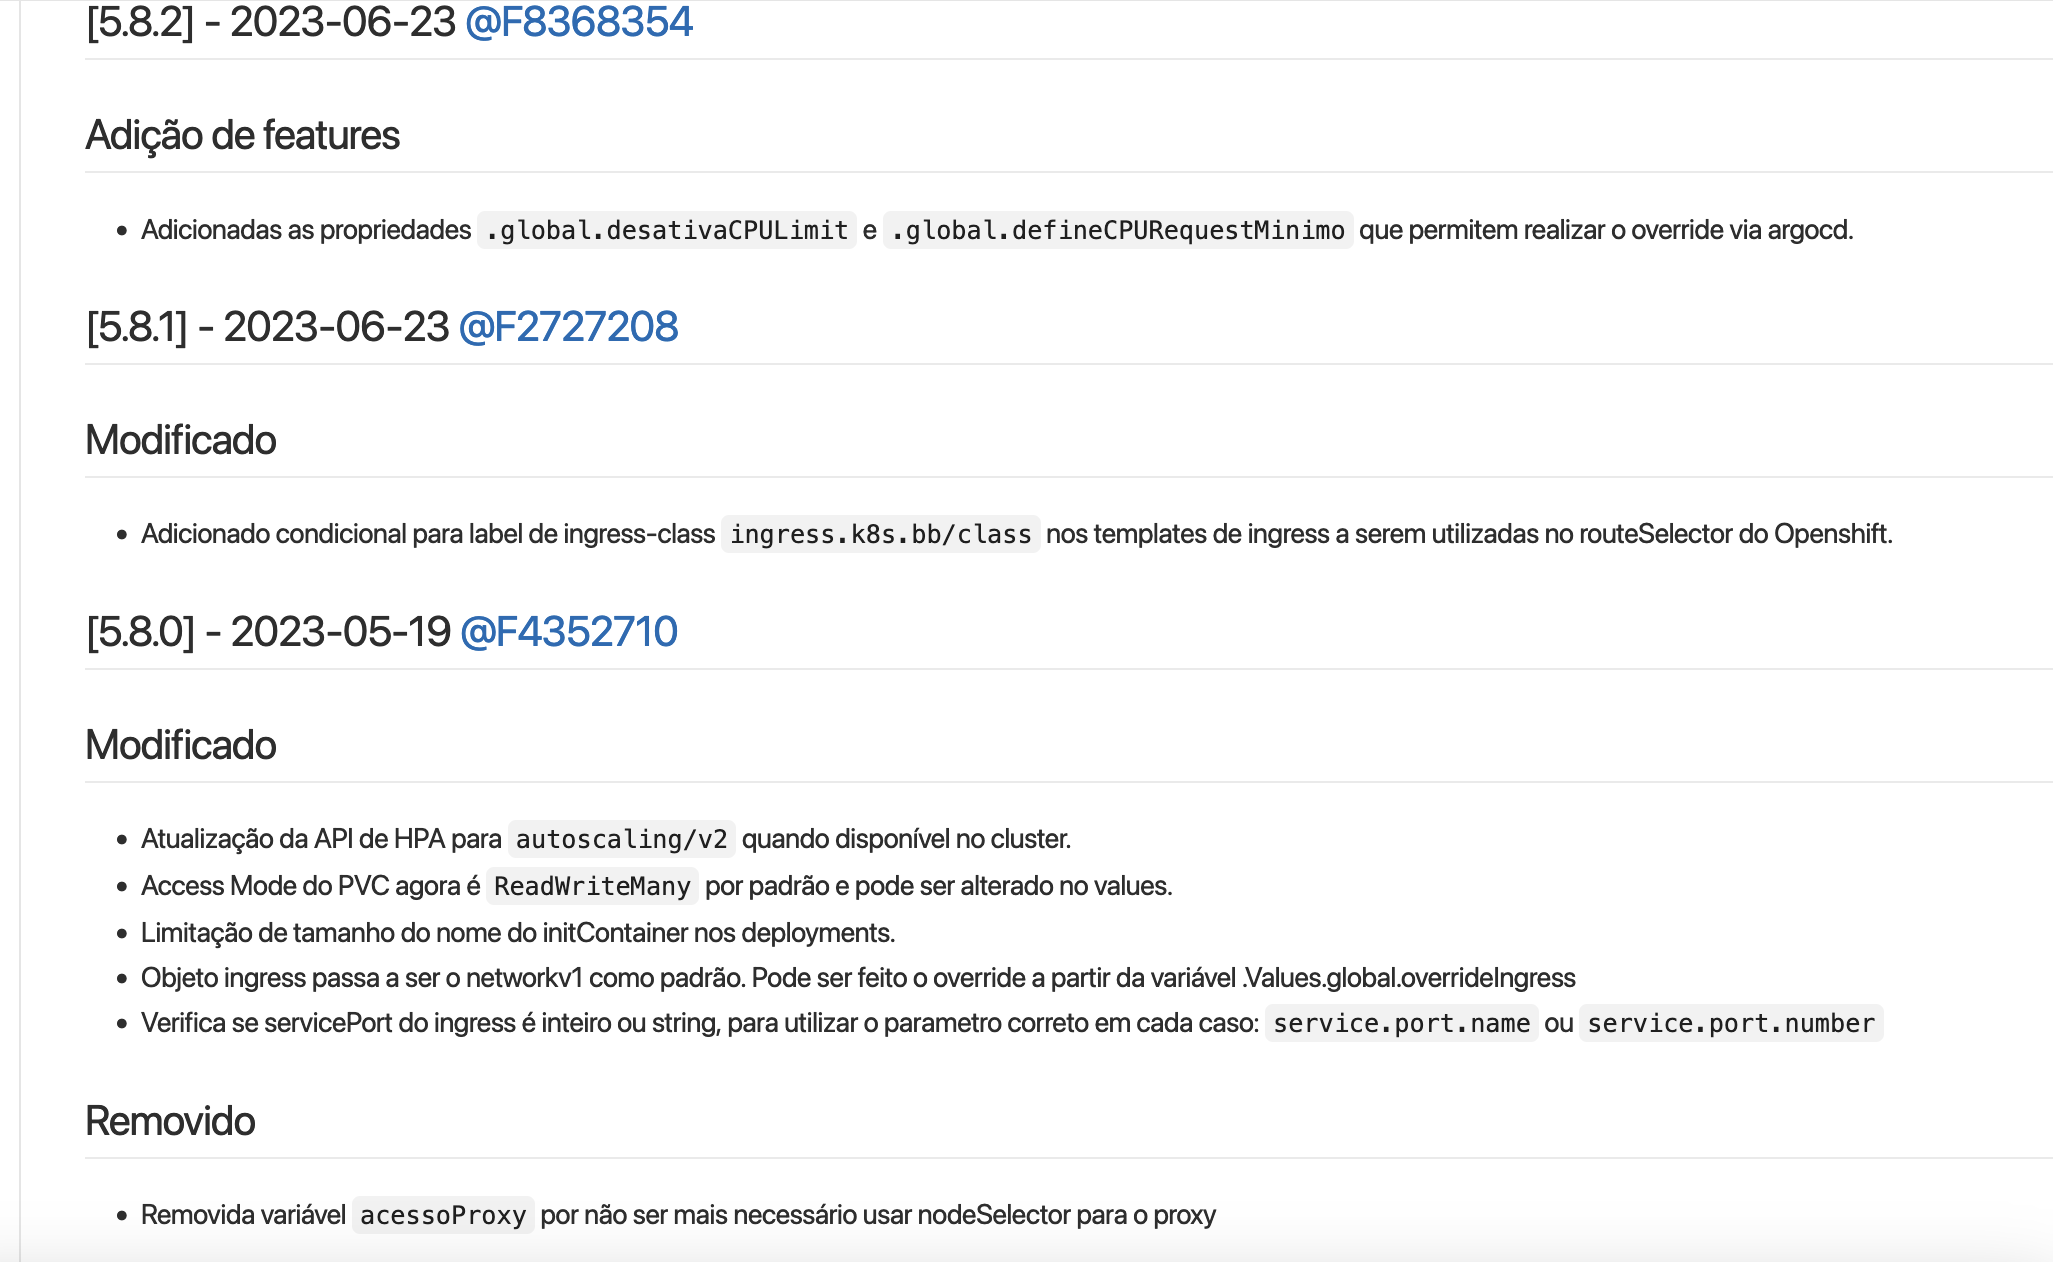 [5.8.2] - 2023-06-23 @F8368354
Adição de features
• Adicionadas as propriedades .global.desativaCPULimit e .global.defineCPURequestMinimo que permitem realizar o override via argocd.
[5.8.1] - 2023-06-23 @F2727208
Modificado
• Adicionado condicional para label de ingress-class ingress.k8s.bb/class nos templates de ingress a serem utilizadas no routeSelector do Openshift.
[5.8.0] - 2023-05-19 @F4352710
Modificado
• Atualização da API de HPA para autoscaling/v2 quando disponível no cluster.
• Access Mode do PVC agora é ReadWriteMany por padrão e pode ser alterado no values.
• Limitação de tamanho do nome do initContainer nos deployments.
• Objeto ingress passa a ser o networkv1 como padrão. Pode ser feito o override a partir da variável .Values.global.overrideIngress
• Verifica se servicePort do ingress é inteiro ou string, para utilizar o parametro correto em cada caso: service.port.name ou service.port.number
Removido
• Removida variável acessoProxy por não ser mais necessário usar nodeSelector para o proxy